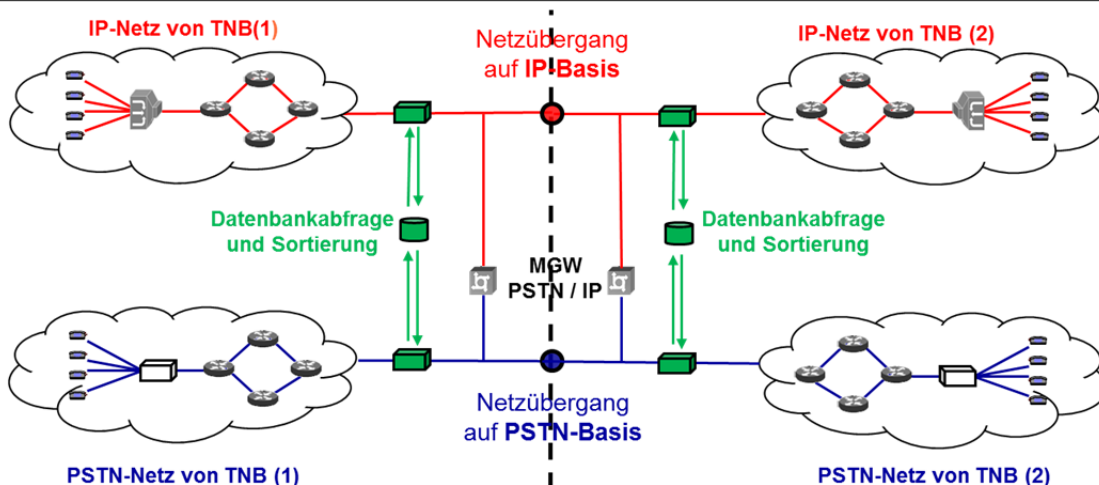 IP-Netz von TNB(1)
Netzübergang
auf IP-Basis
IP-Netz von TNB (2)
Datenbankabfrage
und Sortierung
MGW
PSTN / IP
Datenbankabfrage
und Sortierung
Netzübergang
auf PSTN-Basis
PSTN-Netz von TNB (1)
PSTN-Netz von TNB (2)